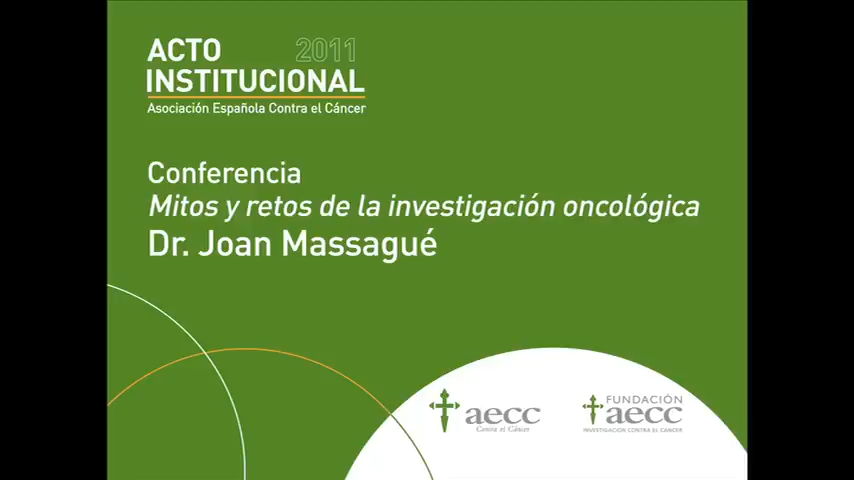 ACTO 2011
INSTITUCIONAL
Asociación Española Contra el Cáncer
Conferencia
Mitos y retos de la investigación oncológica
Dr. Joan Massagué
aecc
Contra el Cáncer
FUNDACIÓN
aecc
INVESTIGACIÓN CONTRA EL CÁNCER